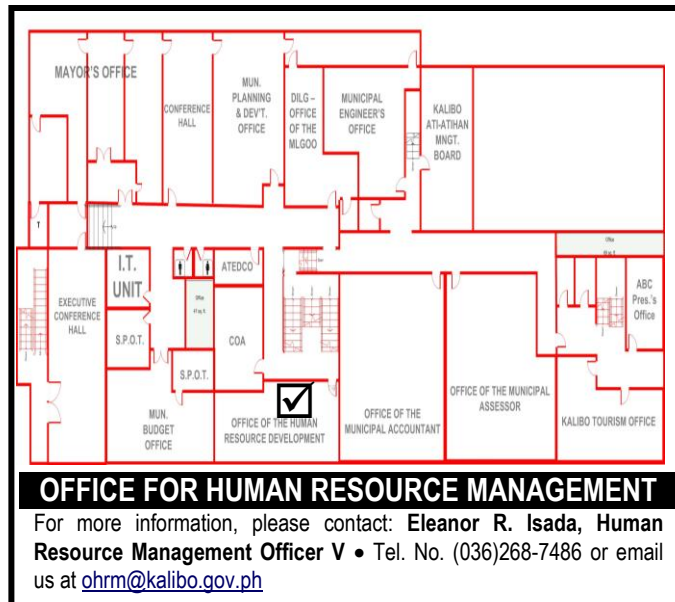 MAYOR'S OFFICE
CONFERENCE
HALL
MUN.
PLANNING
& DEV'T.
OFFICE
DILG –
OFFICE
OF THE
MLGOO
MUNICIPAL
ENGINEER'S
OFFICE
KALIBO
ATI-ATIHAN
MNGT.
BOARD
T
I.T.
UNIT
ATEDCO
EXECUTIVE
CONFERENCE
HALL
S.P.O.T.
Office
COA
S.P.O.T.
MUN.
BUDGET
OFFICE
OFFICE OF THE HUMAN
RESOURCE DEVELOPMENT
OFFICE OF THE
MUNICIPAL ACCOUNTANT
OFFICE OF THE MUNICIPAL
ASSESSOR
Office
ABC
Pres.'s
Office
KALIBO TOURISM OFFICE
OFFICE FOR HUMAN RESOURCE MANAGEMENT
For more information, please contact: Eleanor R. Isada, Human
Resource Management Officer V • Tel. No. (036)268-7486 or email
us at ohrm@kalibo.gov.ph